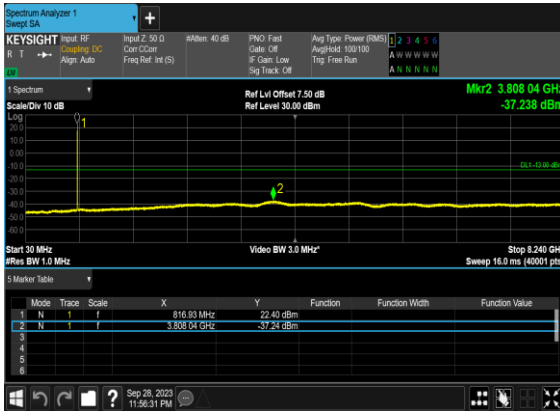 Spectrum Analyzer 1
Swept SA
+
KEYSIGHT Input: RF Input Z: 50 Ω #Atten: 40 dB PNO: Fast Avg Type: Power (RMS) 1 2 3 4 5 6
R T Coupling: DC Corr CCorr Gate: Off Avg|Hold: 100/100 A W W W W W
Align: Auto Freq Ref: Int (S) IF Gain: Low Trig: Free Run
Sig Track: Off A N N N N N
1 Spectrum
Scale/Div 10 dB
Ref Lvl Offset 7.50 dB
Ref Level 30.00 dBm
Mkr2 3.808 04 GHz
-37.238 dBm
Log
20.0
10.0
0.00
-10.0
-20.0
-30.0
-40.0
-50.0
-60.0
1
2
DL1 -13.00 dBm
Start 30 MHz Video BW 3.0 MHz* Stop 8.240 GHz
#Res BW 1.0 MHz Sweep 16.0 ms (40001 pts)
5 Marker Table
Mode Trace Scale X Y Function Function Width Function Value
1 N 1 f 816.93 MHz 22.40 dBm
2 N 1 f 3.808 04 GHz -37.24 dBm
3
4
5
6
? Sep 28, 2023
11:56:31 PM